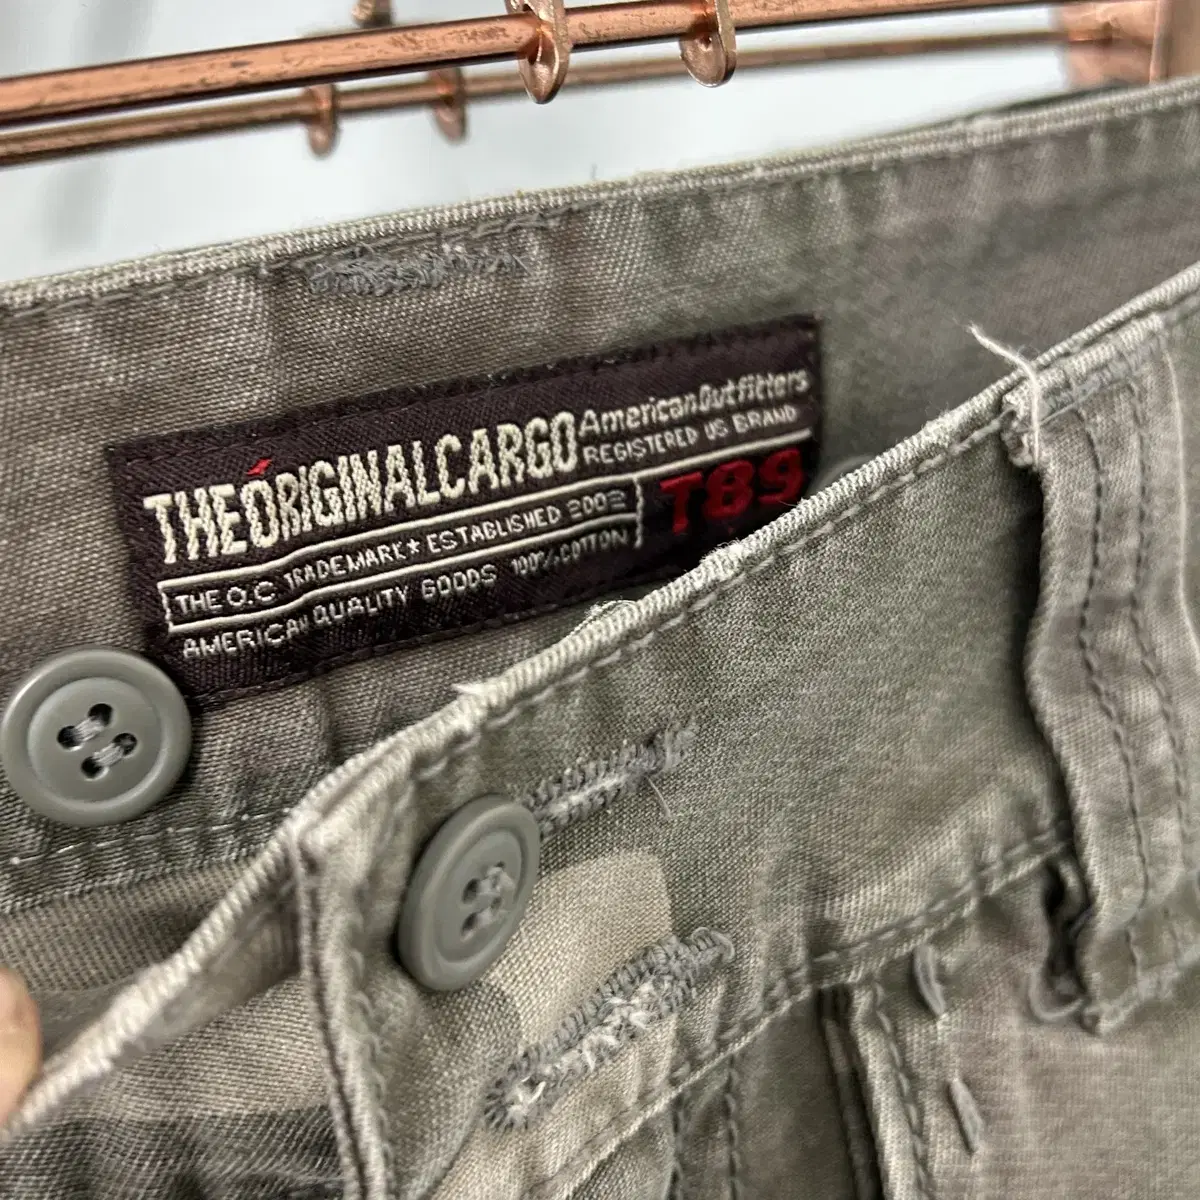 THEORIGINALCARGO
American Outfitters
REGISTERED US BRAND
THE O.C TRADEMARK★ ESTABLISHED 2002
T89
AMERICAN QUALITY GOODS 100% COTTON